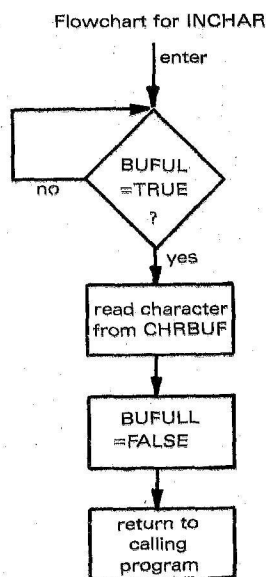 Flowchart for INCHAR
enter
BUFUL
=TRUE
?
no
yes
read character
from CHRBUF
BUFULL
=FALSE
return to
calling
program